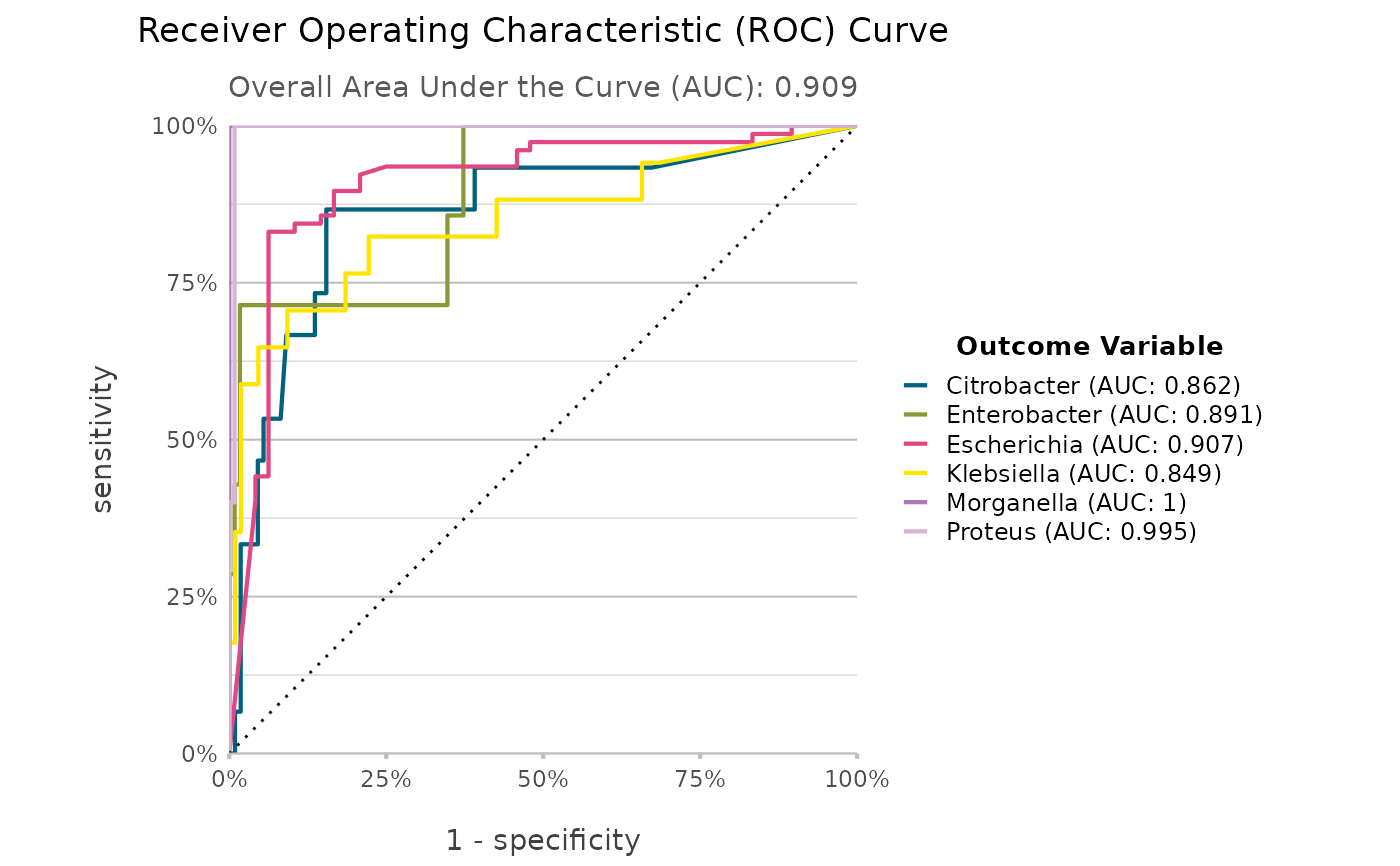 Receiver Operating Characteristic (ROC) Curve
Overall Area Under the Curve (AUC): 0.909
100%
75%
50%
25%
0%
sensitivity
0%
25%
50%
75%
100%
1 - specificity
Outcome Variable
Citrobacter (AUC: 0.862)
Enterobacter (AUC: 0.891)
Escherichia (AUC: 0.907)
Klebsiella (AUC: 0.849)
Morganella (AUC: 1)
Proteus (AUC: 0.995)